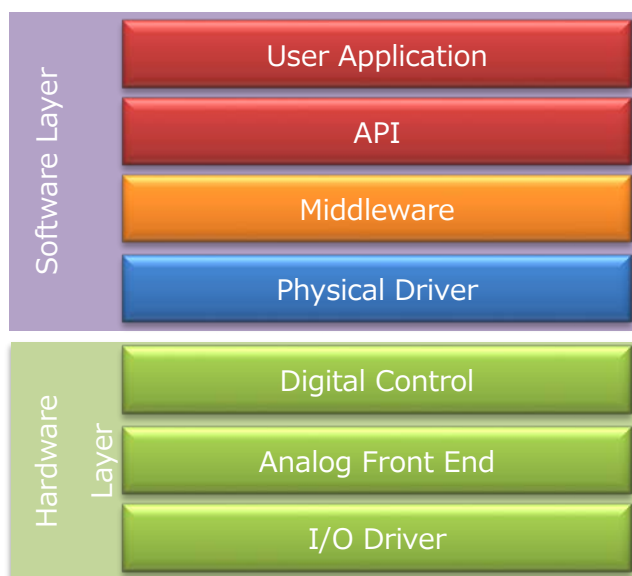 Software Layer
User Application
API
Middleware
Physical Driver
Hardware
Layer
Digital Control
Analog Front End
I/O Driver